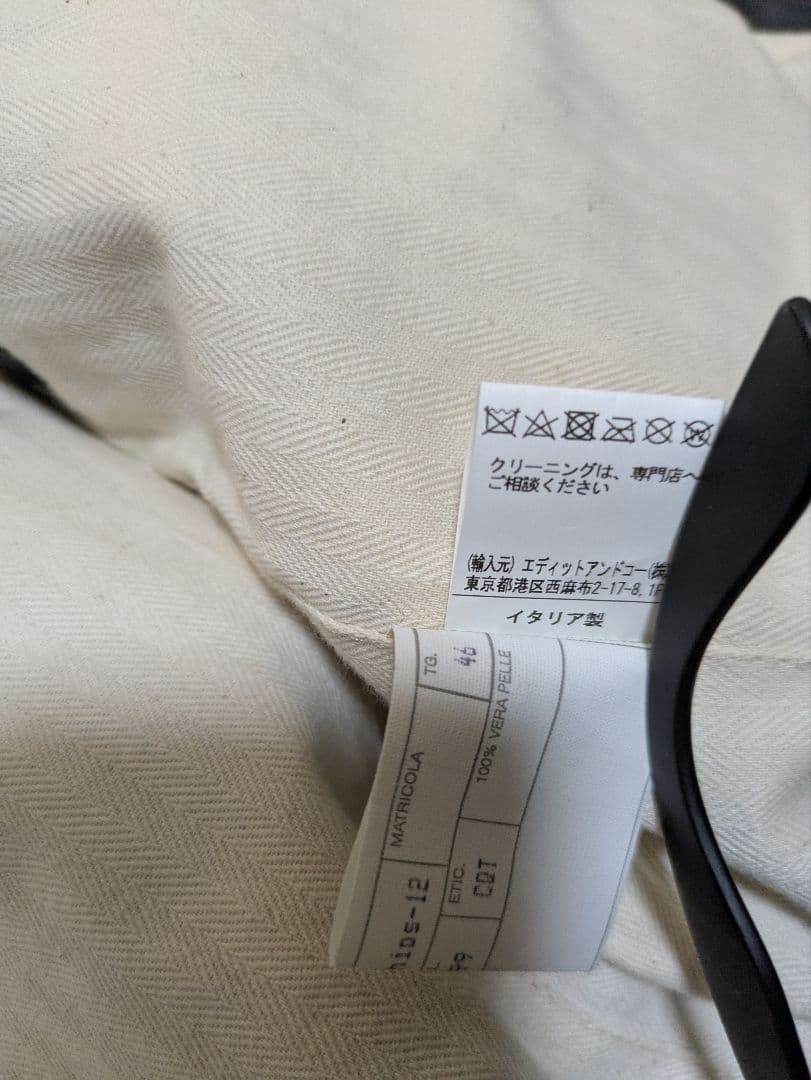 クリーニングは、専門店へ
ご相談ください
(輸入元) エディットアンドコー(株
東京都港区西麻布2-17-8,1F
イタリア製
TG.
46
100% VERA PELLE
MATRICOLA
ETIC.
CQT
hips-12